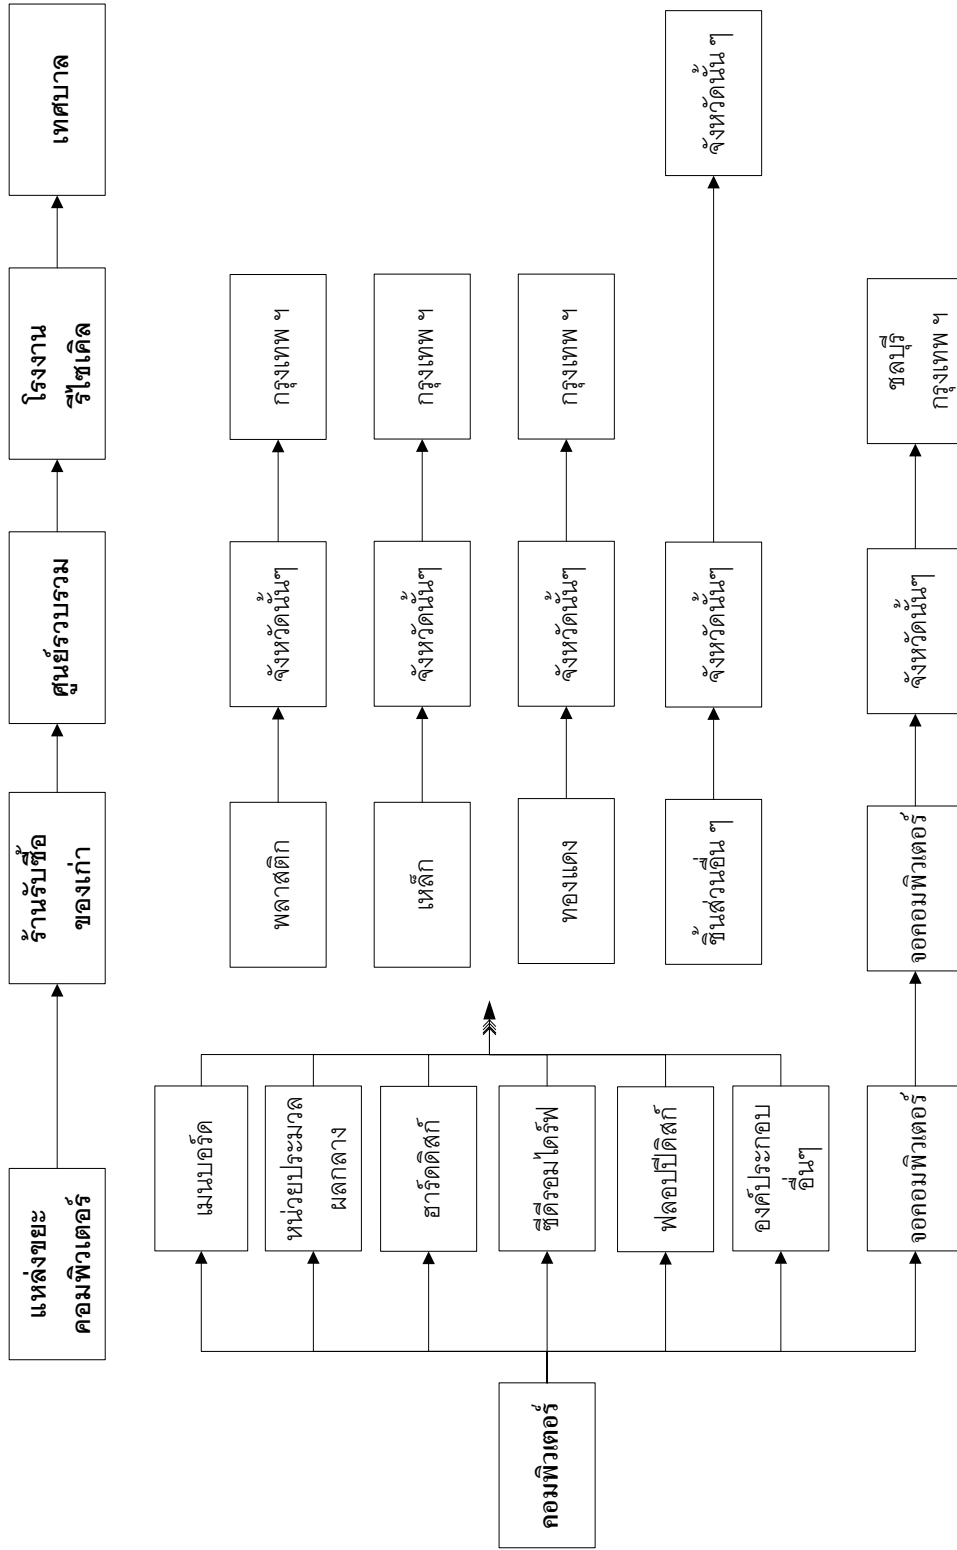 แหล่งขยะ
คอมพิวเตอร์
ร้านรับซื้อ
ของเก่า
ศูนย์รวบรวม
โรงงาน
รีไซเคิล
เทศบาล
คอมพิวเตอร์
เมนบอร์ด
หน่วยประมวล
ผลกลาง
ฮาร์ดดิสก์
ซีดีรอมไดร์ฟ
ฟลอปปีดิสก์
องค์ประกอบ
อื่นๆ
จอคอมพิวเตอร์
พลาสติก
จังหวัดนั้นๆ
กรุงเทพ ฯ
เหล็ก
จังหวัดนั้นๆ
กรุงเทพ ฯ
ทองแดง
จังหวัดนั้นๆ
กรุงเทพ ฯ
ชิ้นส่วนอื่น ๆ
จังหวัดนั้นๆ
จังหวัดนั้น ๆ
จอคอมพิวเตอร์
จังหวัดนั้นๆ
ชลบุรี
กรุงเทพ ฯ